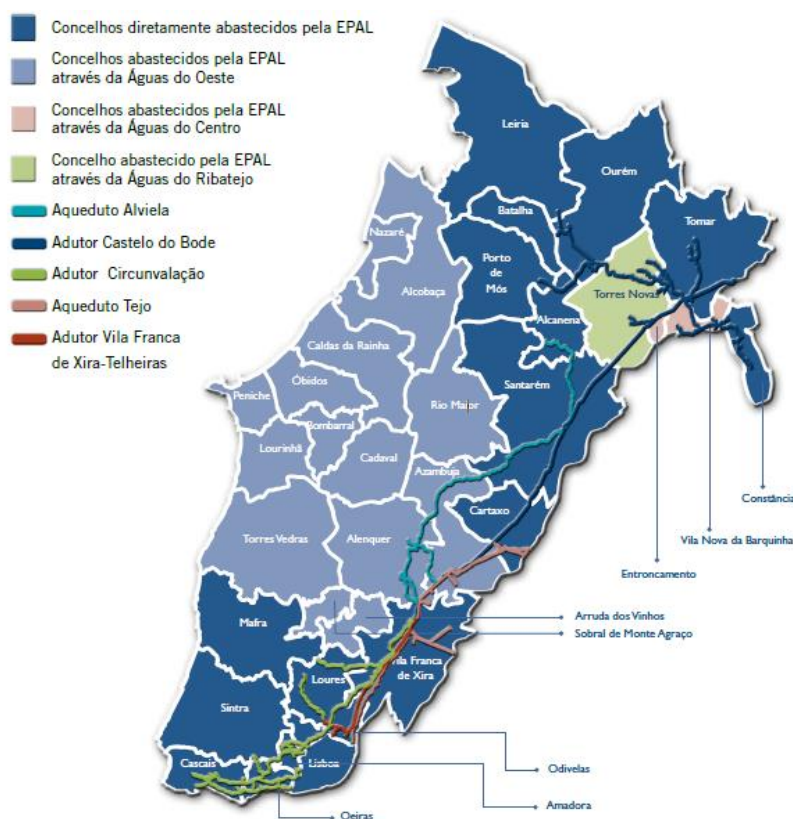 Concelhos diretamente abastecidos pela EPAL
Concelhos abastecidos pela EPAL
através da Águas do Oeste
Concelhos abastecidos pela EPAL
através da Águas do Centro
Concelho abastecido pela EPAL
através da Águas do Ribatejo
Aqueduto Alviela
Adutor Castelo do Bode
Adutor Circunvalação
Aqueduto Tejo
Adutor Vila Franca
de Xira-Telheiras
Leiria
Ourém
Batalha
Tomar
Nazaré
Porto
de
Mós
Torres Novas
Alcobaça
Alcanena
Caldas da Rainha
Santarém
Óbidos
Peniche
Rio Maior
Bombarral
Lourinhã
Cadaval
Azambuja
Constância
Cartaxo
Torres Vedras
Alenquer
Vila Nova da Barquinha
Entroncamento
Arruda dos Vinhos
Mafra
Sobral de Monte Agraço
Vila Franca
de Xira
Loures
Sintra
Cascais
Lisboa
Odivelas
Amadora
Oeiras